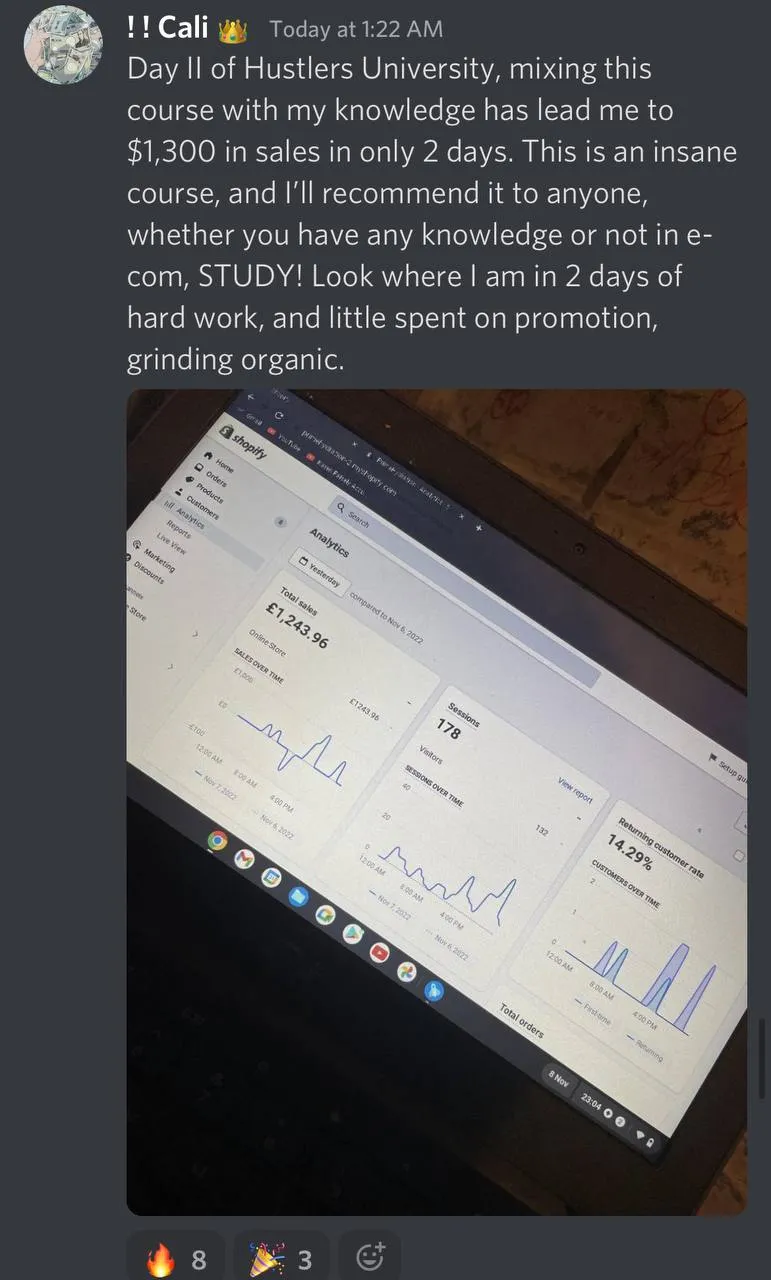 !! Cali 👑 Today at 1:22 AM
Day II of Hustlers University, mixing this
course with my knowledge has lead me to
$1,300 in sales in only 2 days. This is an insane
course, and I’ll recommend it to anyone,
whether you have any knowledge or not in e-
com, STUDY! Look where I am in 2 days of
hard work, and little spent on promotion,
grinding organic.
Gmail YouTube
shopify
Search
Home
Orders
Products
Customers
Analytics
Reports
Live View
Marketing
Discounts
Store
Setup gu
Analytics
Yesterday compared to Nov 6, 2022
Total sales
£1,243.96
Online Store £1243.96
SALES OVER TIME
£1,000
£0
-£100
12:00 AM 8:00 AM 4:00 PM
Nov 7, 2022 Nov 6, 2022
Sessions
178
View report
Visitors 132
SESSIONS OVER TIME
40
20
0
12:00 AM 8:00 AM 4:00 PM
Nov 7, 2022 Nov 6, 2022
Returning customer rate
14.29%
CUSTOMERS OVER TIME
2
1
0
12:00 AM 8:00 AM 4:00 PM
First-time Returning
Total orders
8 Nov 23:04
🔥 8 🎉 3